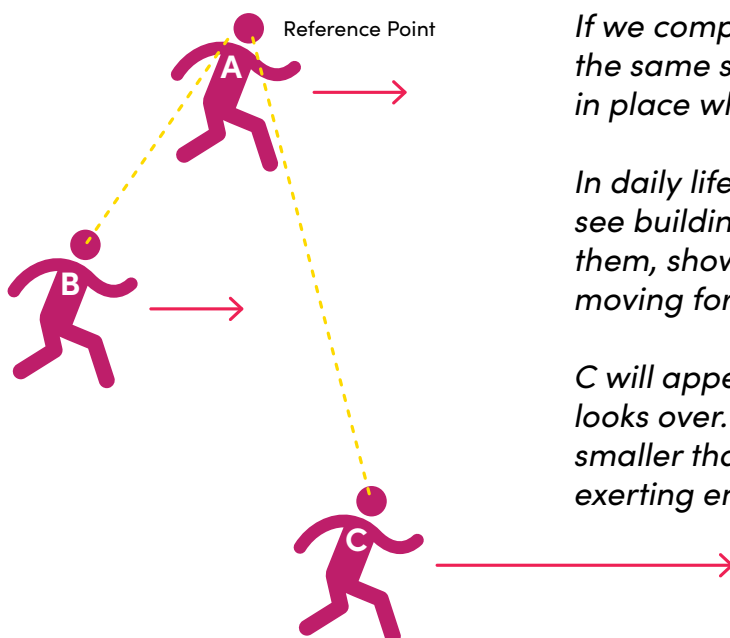 Reference Point
A
B
C
If we comp
the same s
in place wh
In daily life
see buildin
them, show
moving for
C will appe
looks over.
smaller tha
exerting en